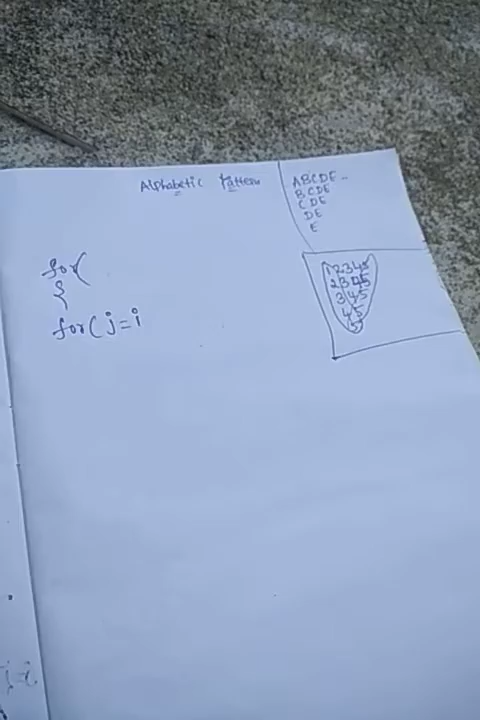 Alphabetic Pattern
ABCDE ..
BCDE
CDE
DE
E
12345
2345
345
45
5
for(
{
for(j=i